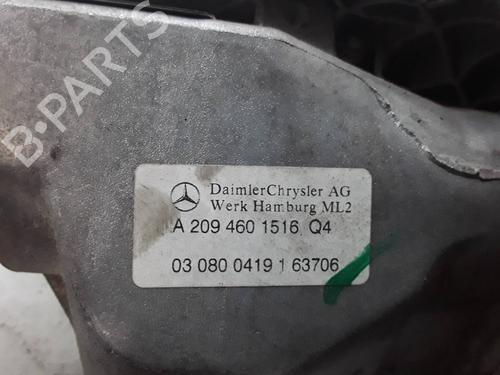 B-PARTS
DaimlerChrysler AG
Werk Hamburg ML2
A 209 460 1516 Q4
03 080 0419 1 63706